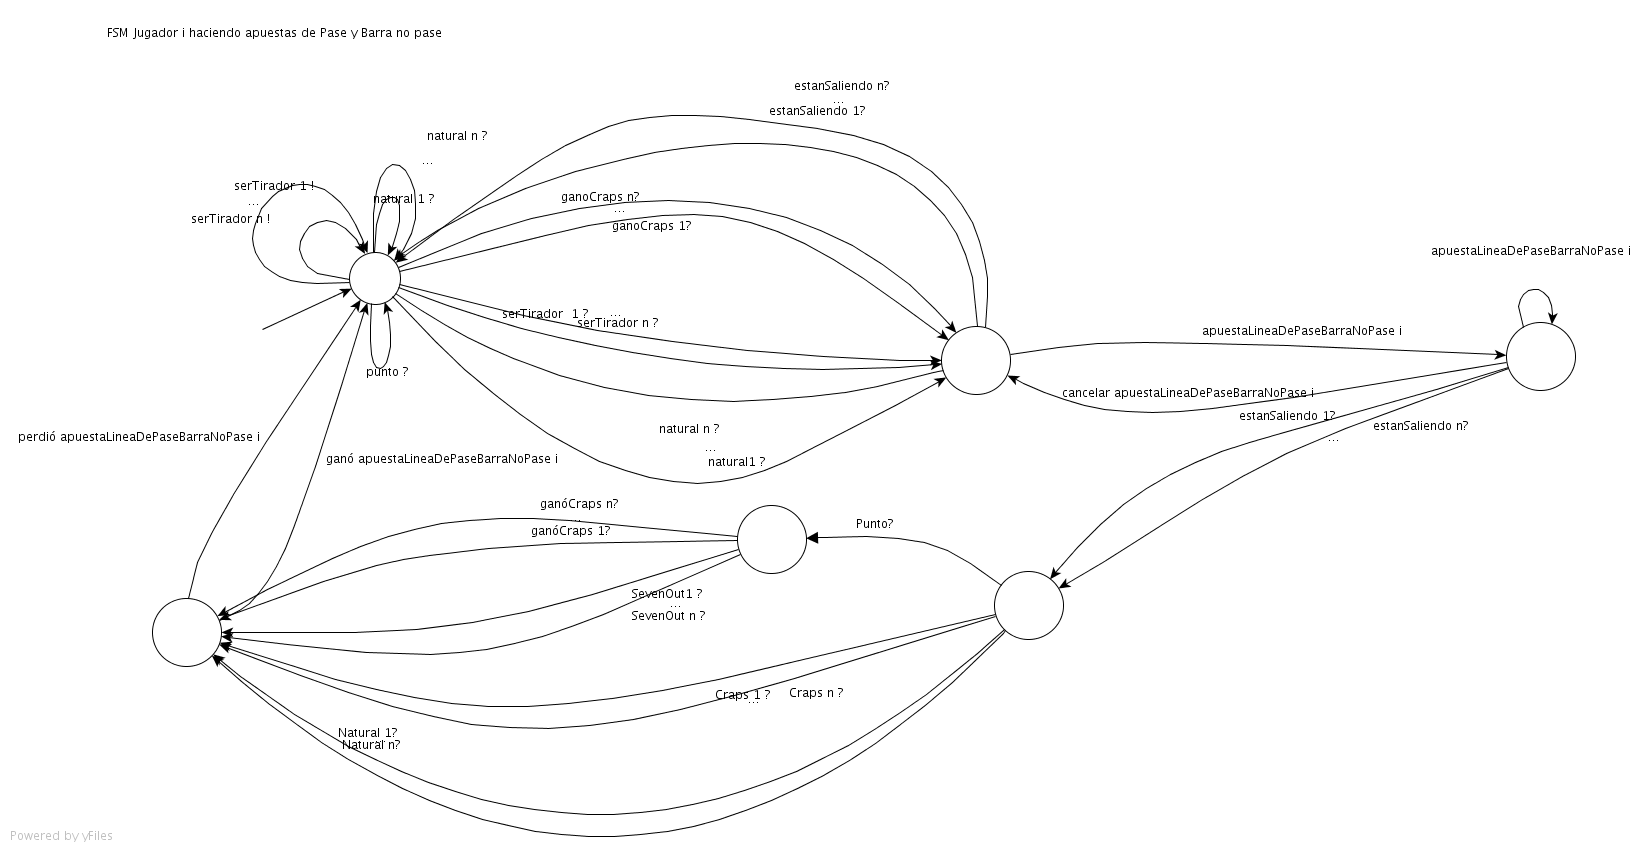 FSM Jugador i haciendo apuestas de Pase y Barra no pase
estanSaliendo n?
...
estanSaliendo 1?
natural n ?
...
natural 1 ?
serTirador 1 !
...
serTirador n !
ganoCraps n?
...
ganoCraps 1?
apuestaLineaDePaseBarraNoPase i
serTirador  1 ?
...
serTirador n ?
apuestaLineaDePaseBarraNoPase i
punto ?
cancelar apuestaLineaDePaseBarraNoPase i
estanSaliendo 1?
...
estanSaliendo n?
natural n ?
...
natural1 ?
perdió apuestaLineaDePaseBarraNoPase i
ganó apuestaLineaDePaseBarraNoPase i
ganóCraps n?
...
ganóCraps 1?
Punto?
SevenOut1 ?
...
SevenOut n ?
Craps 1 ?
...
Craps n ?
Natural 1?
...
Natural n?
Powered by yFiles